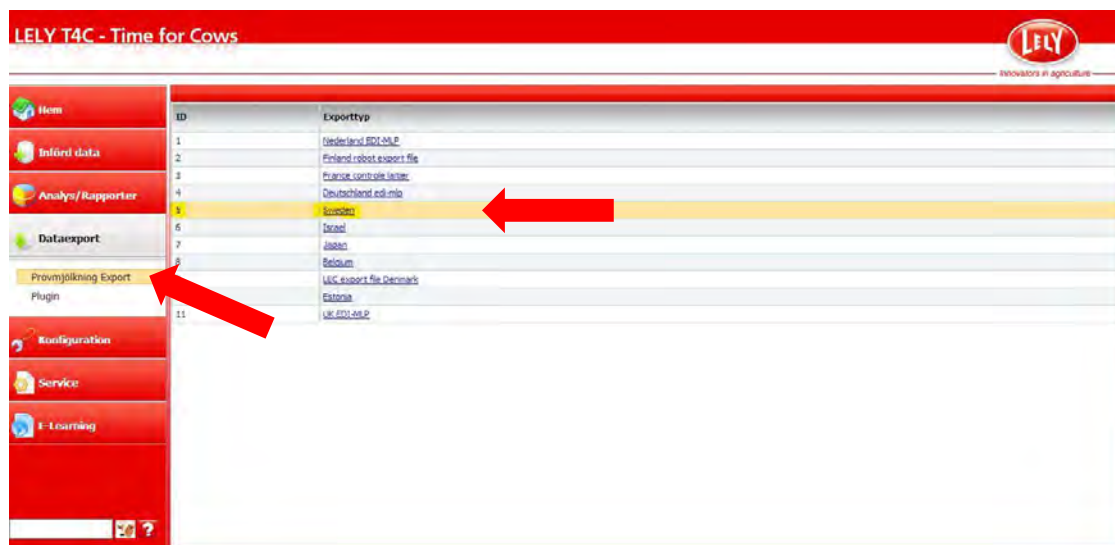 LELY T4C - Time for Cows
LELY
innovators in agriculture
Hem
Införd data
Analys/Rapporter
Dataexport
Provmjölkning Export
Plugin
Konfiguration
Service
E-Learning
?
ID Exporttyp
1 Nederland EDI-MLP
2 Finland robot export file
3 France controle laitier
4 Deutschland edi-mlp
5 Sweden
6 Israel
7 Japan
8 Belgium
LEC export file Denmark
Estonia
11 UK EDI-MLP